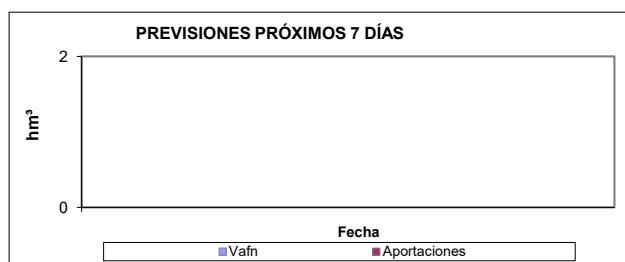 PREVISIONES PRÓXIMOS 7 DÍAS
2
hm³
0
Fecha
Vafn Aportaciones